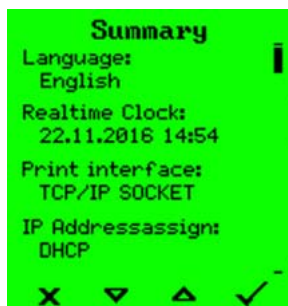 Summary
Language:
English
Realtime Clock:
22.11.2016 14:54
Print interface:
TCP/IP SOCKET
IP Addressassign:
DHCP